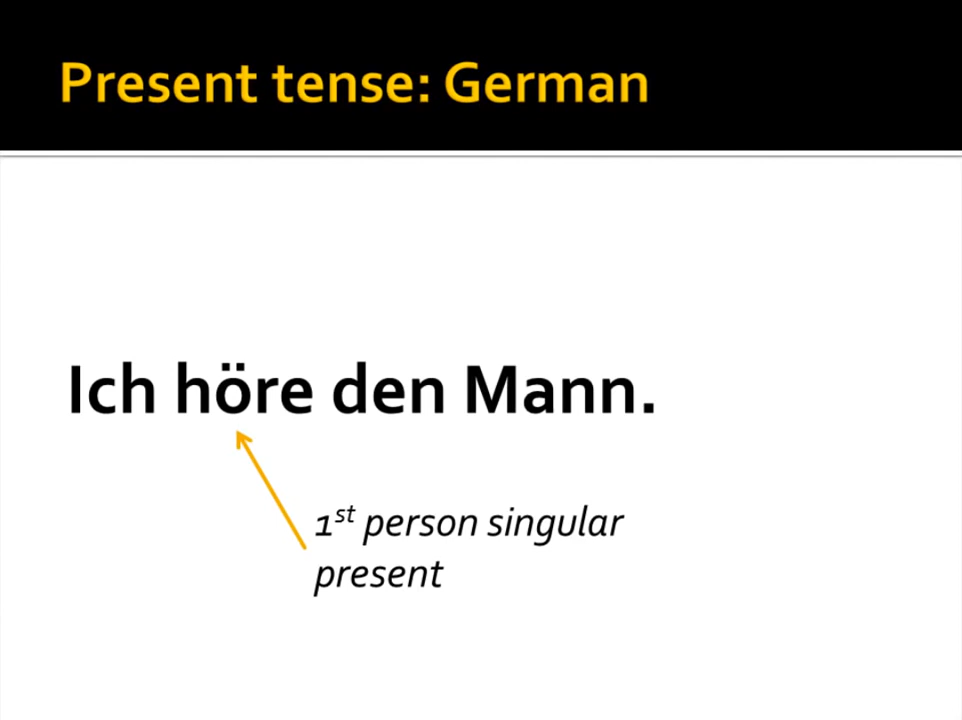 Present tense: German
Ich höre den Mann.
1st person singular
present